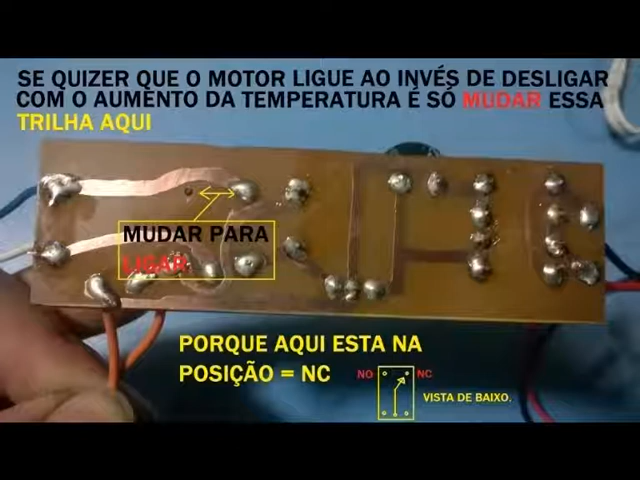 SE QUIZER QUE O MOTOR LIGUE AO INVÉS DE DESLIGAR
COM O AUMENTO DA TEMPERATURA É SÓ MUDAR ESSA
TRILHA AQUI
MUDAR PARA
LIGAR
PORQUE AQUI ESTA NA
POSIÇÃO = NC
NO NC
VISTA DE BAIXO.